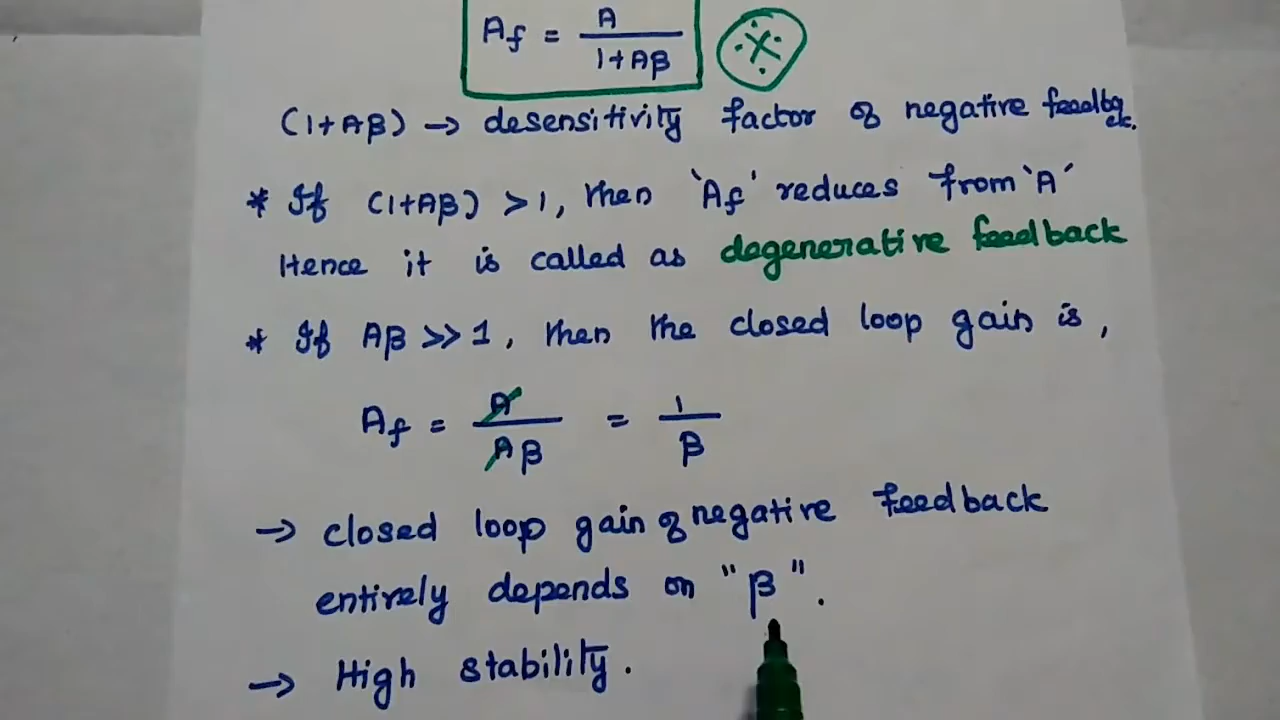 Af = A / 1+Aβ
(1+Aβ) → desensitivity factor of negative feedback.
* If (1+Aβ) > 1, then 'Af' reduces from 'A'
Hence it is called as degenerative feedback
* If Aβ >> 1, then the closed loop gain is,
Af = A / Aβ = 1 / β
→ closed loop gain of negative feedback
entirely depends on "β".
→ High stability.